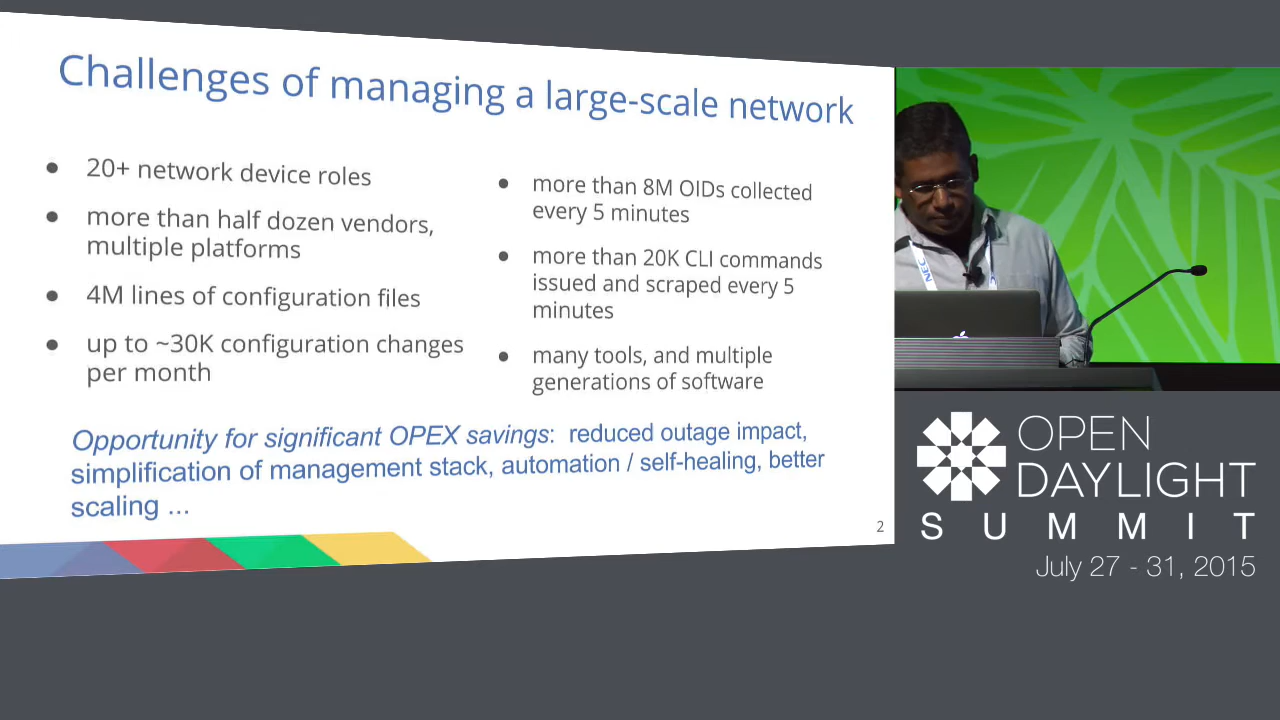 Challenges of managing a large-scale network
● 20+ network device roles
● more than half dozen vendors,
multiple platforms
● 4M lines of configuration files
● up to ~30K configuration changes
per month
● more than 8M OIDs collected
every 5 minutes
● more than 20K CLI commands
issued and scraped every 5
minutes
● many tools, and multiple
generations of software
Opportunity for significant OPEX savings: reduced outage impact,
simplification of management stack, automation / self-healing, better
scaling ...
2
NEC
OPEN
DAYLIGHT
SUMMIT
July 27 - 31, 2015